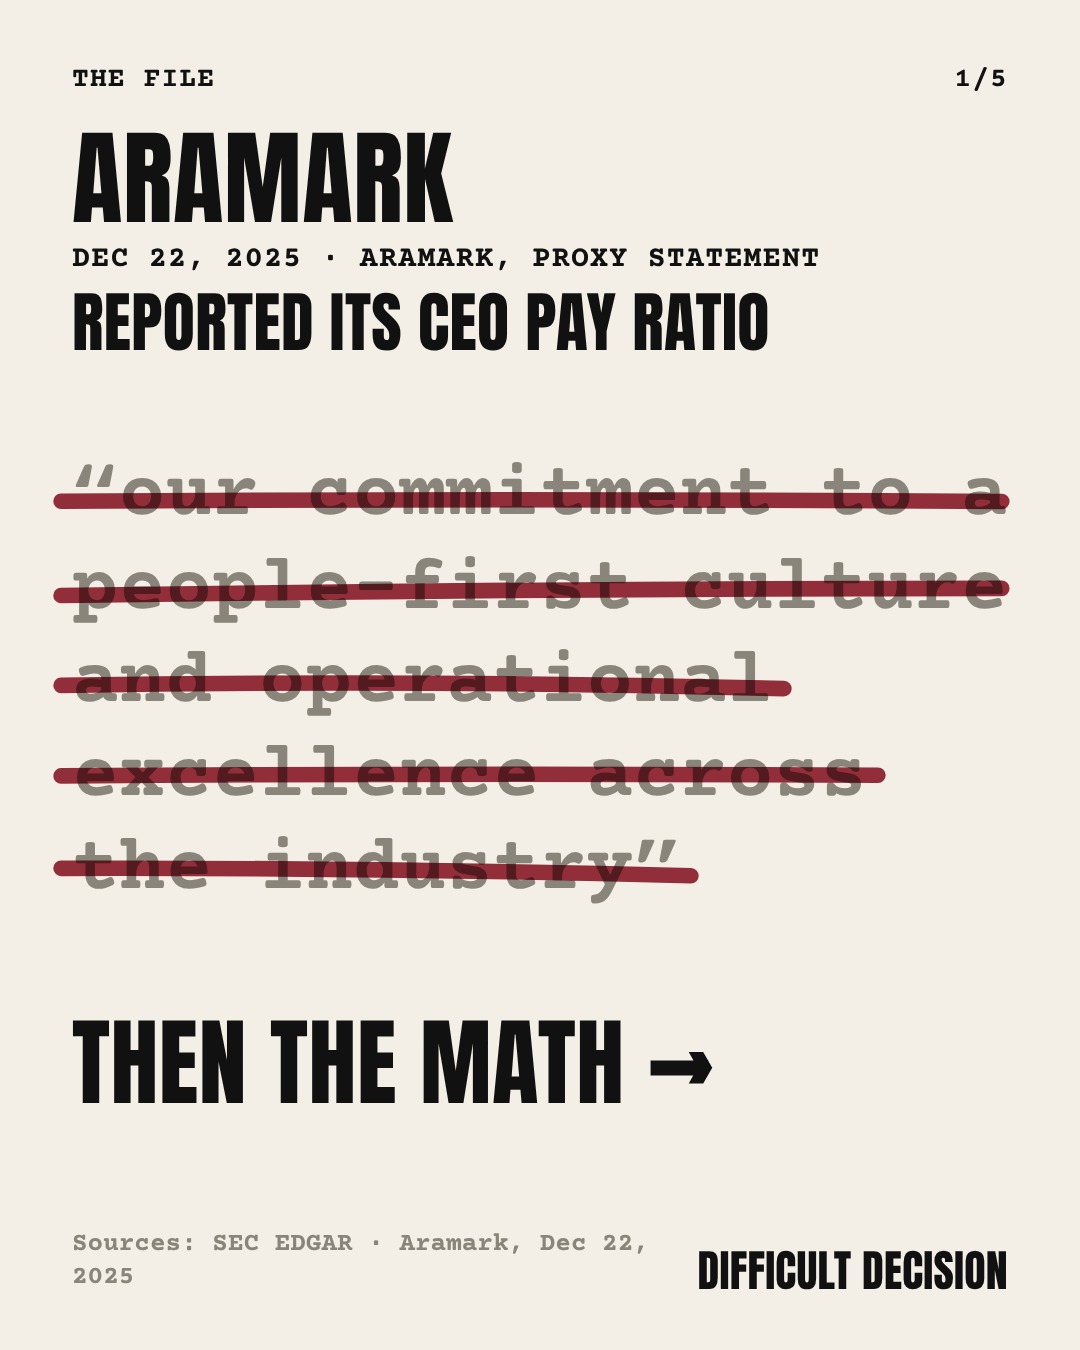 THE FILE
1/5
ARAMARK
DEC 22, 2025 · ARAMARK, PROXY STATEMENT
REPORTED ITS CEO PAY RATIO
“our commitment to a
people-first culture
and operational
excellence across
the industry”
THEN THE MATH →
Sources: SEC EDGAR · Aramark, Dec 22,
2025
DIFFICULT DECISION